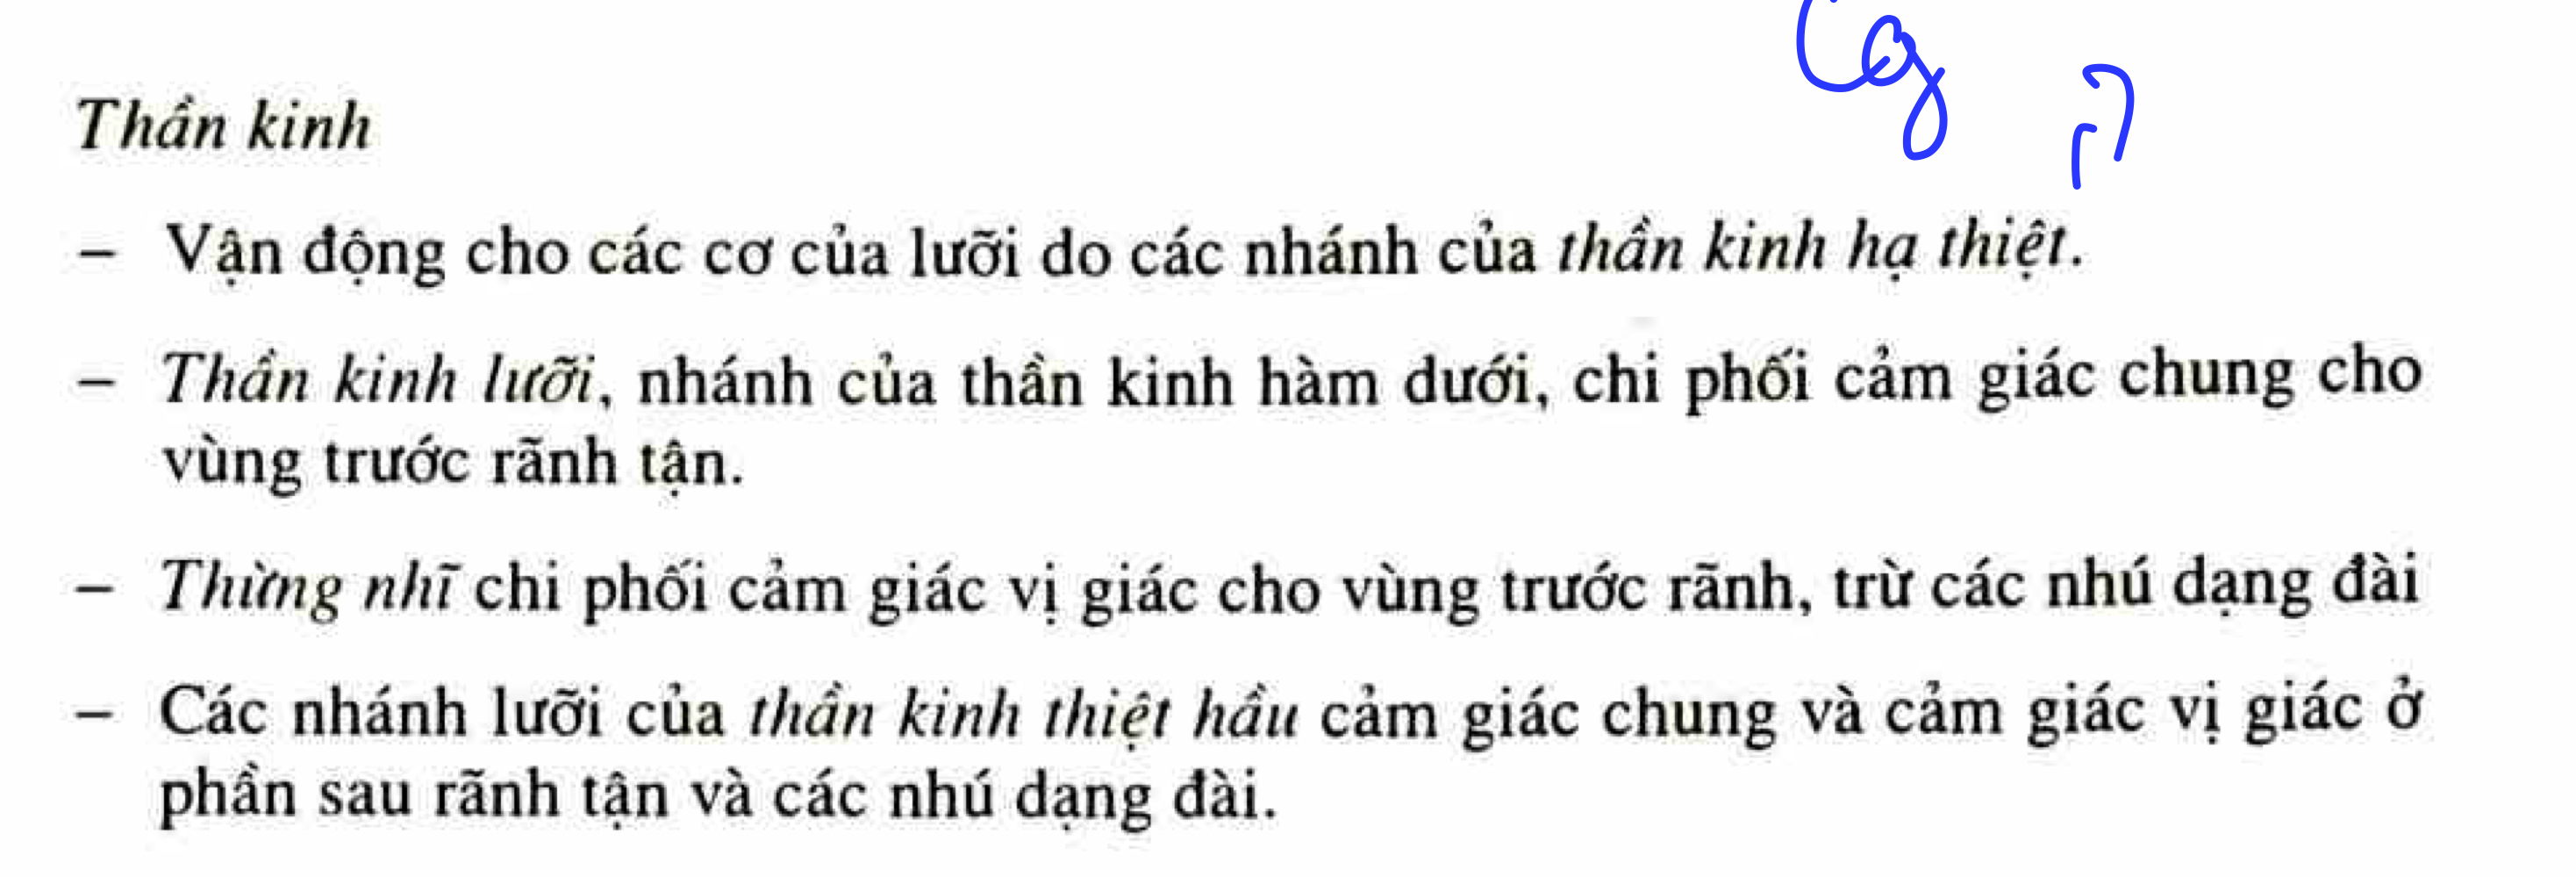 Thần kinh
– Vận động cho các cơ của lưỡi do các nhánh của thần kinh hạ thiệt.
– Thần kinh lưỡi, nhánh của thần kinh hàm dưới, chi phối cảm giác chung cho
vùng trước rãnh tận.
– Thừng nhĩ chi phối cảm giác vị giác cho vùng trước rãnh, trừ các nhú dạng đài
– Các nhánh lưỡi của thần kinh thiệt hầu cảm giác chung và cảm giác vị giác ở
phần sau rãnh tận và các nhú dạng đài.